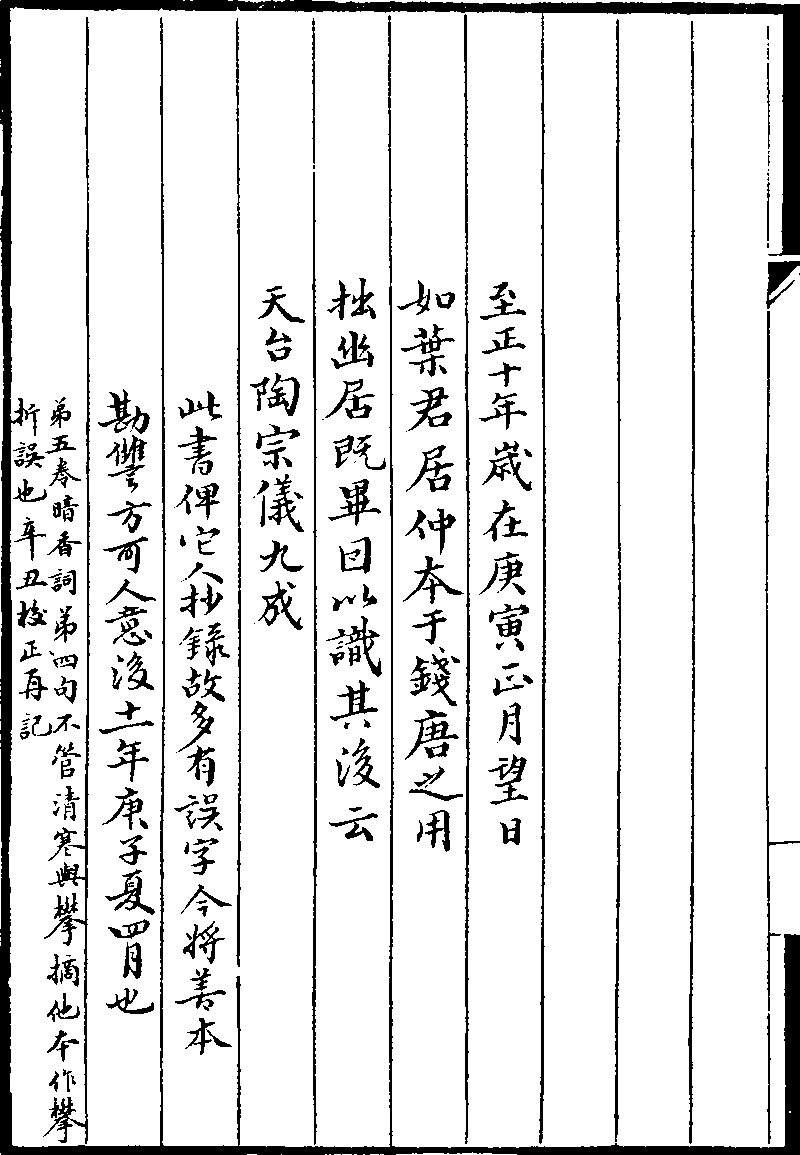 至正十年歲在庚寅正月望日
如葉君居仲本于錢唐之用
拙幽居既畢因以識其後云
天台陶宗儀九成
此書俾它人抄錄故多有誤字今將善本
勘讐方可人意後十一年庚子夏四月也
弟五卷暗香詞弟四句不管清寒與攀摘他本作攀
折誤也辛丑校正再記